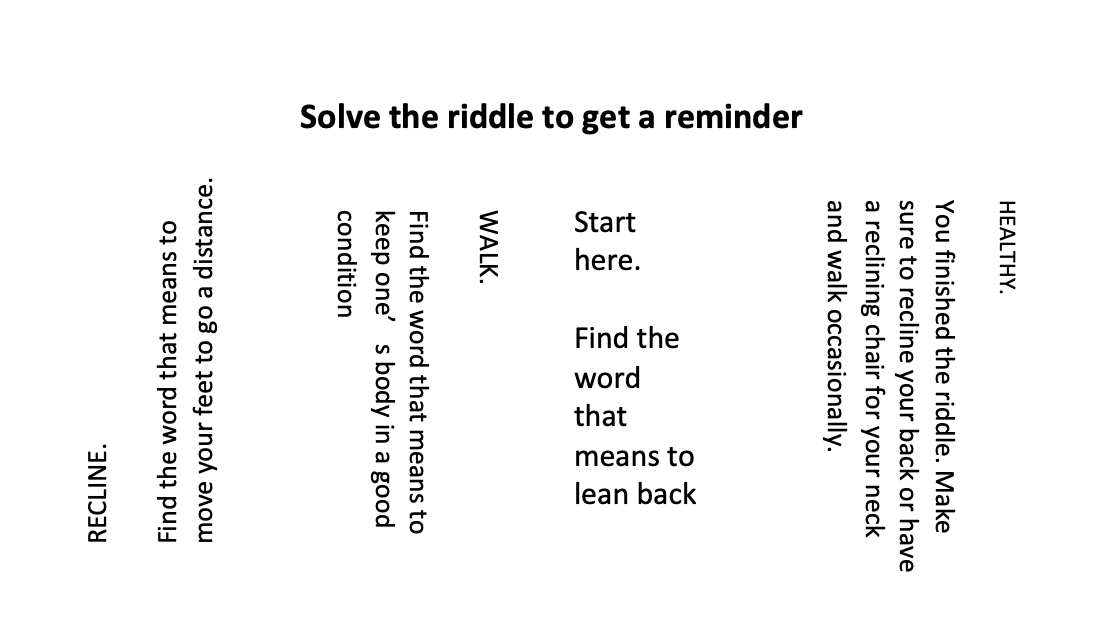 Solve the riddle to get a reminder
RECLINE.
Find the word that means to
move your feet to go a distance.
WALK.
Find the word that means to
keep one’ s body in a good
condition
Start
here.
Find the
word
that
means to
lean back
HEALTHY.
You finished the riddle. Make
sure to recline your back or have
a reclining chair for your neck
and walk occasionally.